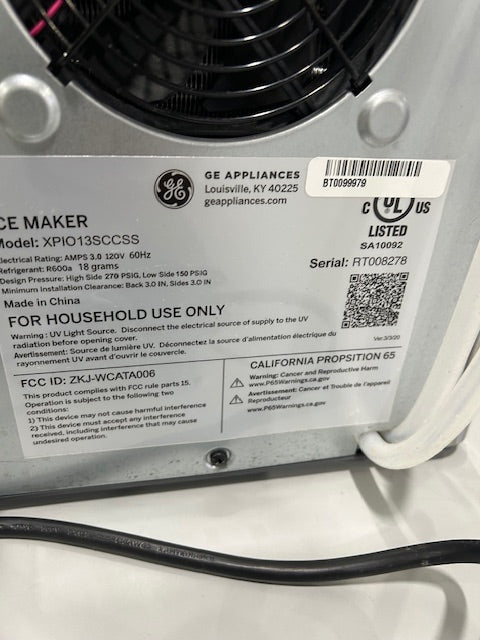 GE APPLIANCES
Louisville, KY 40225
geappliances.com
BT0099979
C UL US
LISTED
SA10092
CE MAKER
Model: XPIO13SCCSS
Serial: RT008278
Electrical Rating: AMPS 3.0 120V 60Hz
Refrigerant: R600a 18 grams
Design Pressure: High Side 270 PSIG, Low Side 150 PSIG
Minimum Installation Clearance: Back 3.0 IN, Sides 3.0 IN
Made in China
FOR HOUSEHOLD USE ONLY
Ver.3/3/20
Warning: UV Light Source. Disconnect the electrical source of supply to the UV
radiation before opening cover.
Avertissement: Source de lumière UV. Déconnectez la source d'alimentation électrique du
rayonnement UV avant d'ouvrir le couvercle.
FCC ID: ZKJ-WCATA006
This product complies with FCC rule parts 15.
Operation is subject to the following two
conditions:
1) This device may not cause harmful interference
2) This device must accept any interference
received, including interference that may cause
undesired operation.
CALIFORNIA PROPSITION 65
Warning: Cancer and Reproductive Harm
www.P65Warnings.ca.gov
Avertissement: Cancer et Trouble de l'appareil
Reproducteur
www.P65Warnings.ca.gov